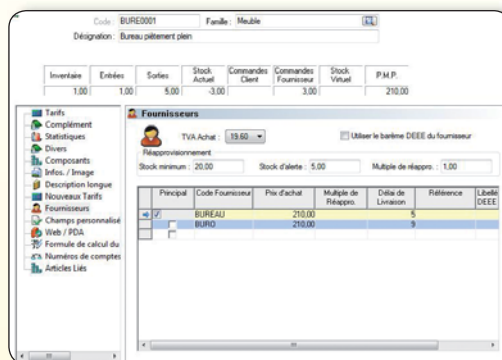 Code : BURE0001 Famille : Meuble
Désignation : Bureau piètement plein
Inventaire Entrées Sorties Stock Actuel Commandes Client Commandes Fournisseur Stock Virtuel P.M.P.
1,00 1,00 5,00 -3,00 3,00 210,00
Tarifs
Complément
Statistiques
Divers
Composants
Infos. / Image
Description longue
Nouveaux Tarifs
Fournisseurs
Champs personnalisé
Web / PDA
Formule de calcul du
Numéros de comptes
Articles Liés
Fournisseurs
TVA Achat : 19.60 Utiliser le barème DEEE du fournisseur
Réapprovisionnement
Stock minimum : 20,00 Stock d'alerte : 5,00 Multiple de réappro. : 1,00
Principal Code Fournisseur Prix d'achat Multiple de Réappro. Délai de Livraison Référence Libellé DEEE
BUREAU 210,00 5
BURO 210,00 9